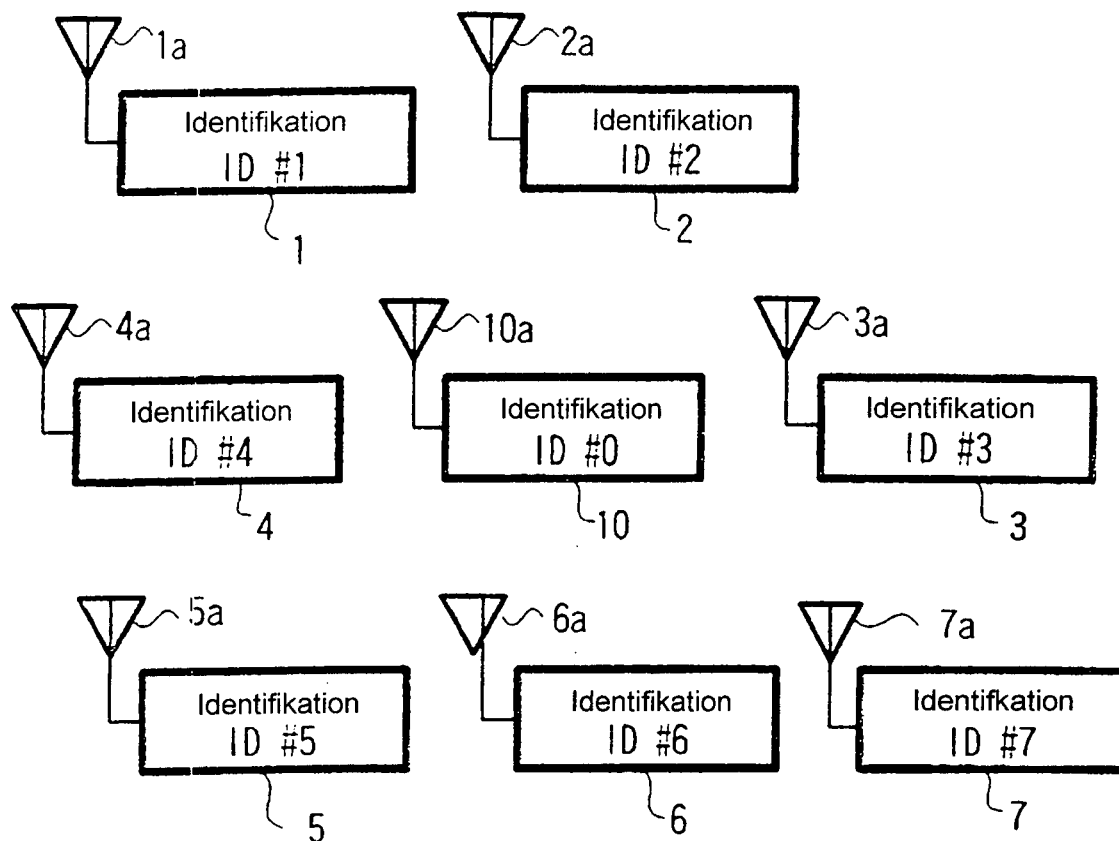 1a
2a
Identifikation
ID #1
Identifikation
ID #2
1
2
4a
10a
3a
Identifikation
ID #4
Identifikation
ID #0
Identifikation
ID #3
4
10
3
5a
6a
7a
Identifikation
ID #5
Identifikation
ID #6
Identifikation
ID #7
5
6
7